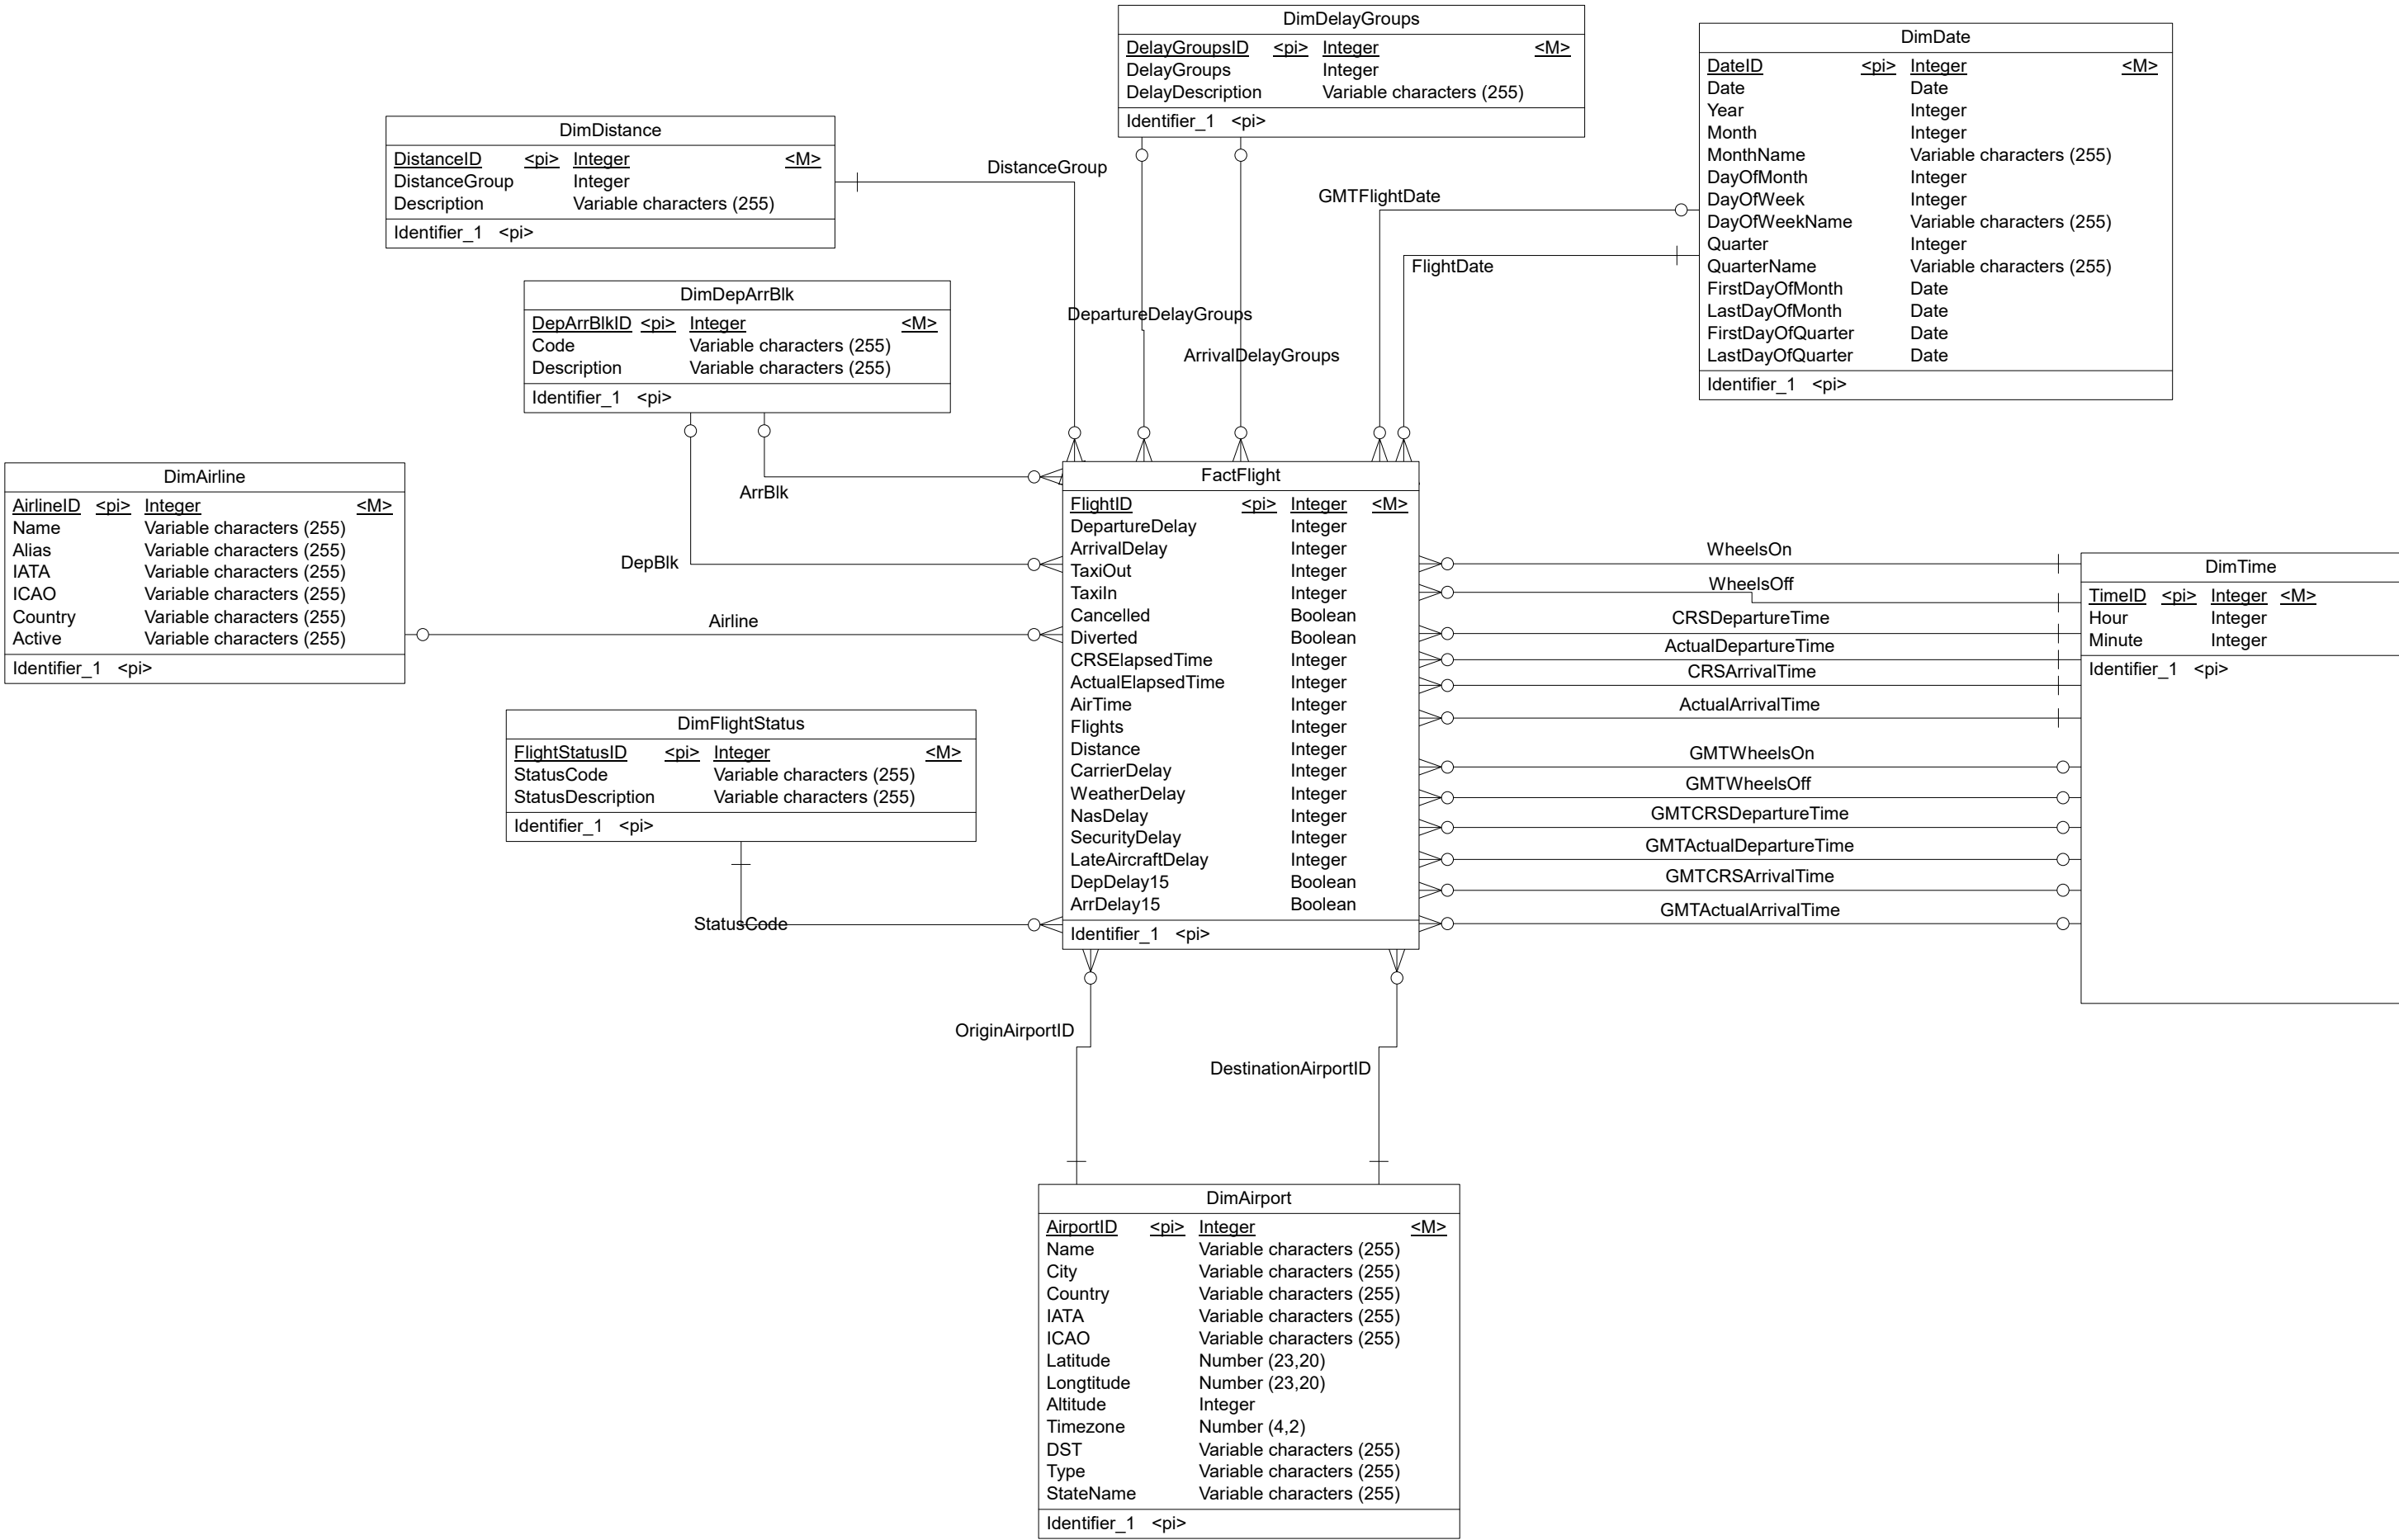 DimDelayGroups
DelayGroupsID <pi> Integer <M>
DelayGroups Integer
DelayDescription Variable characters (255)
Identifier_1 <pi>
DimDate
DateID <pi> Integer <M>
Date Date
Year Integer
Month Integer
MonthName Variable characters (255)
DayOfMonth Integer
DayOfWeek Integer
DayOfWeekName Variable characters (255)
Quarter Integer
QuarterName Variable characters (255)
FirstDayOfMonth Date
LastDayOfMonth Date
FirstDayOfQuarter Date
LastDayOfQuarter Date
Identifier_1 <pi>
DimDistance
DistanceID <pi> Integer <M>
DistanceGroup Integer
Description Variable characters (255)
Identifier_1 <pi>
DistanceGroup
GMTFlightDate
FlightDate
DepartureDelayGroups
ArrivalDelayGroups
DimDepArrBlk
DepArrBlkID <pi> Integer <M>
Code Variable characters (255)
Description Variable characters (255)
Identifier_1 <pi>
ArrBlk
DepBlk
DimAirline
AirlineID <pi> Integer <M>
Name Variable characters (255)
Alias Variable characters (255)
IATA Variable characters (255)
ICAO Variable characters (255)
Country Variable characters (255)
Active Variable characters (255)
Identifier_1 <pi>
Airline
FactFlight
FlightID <pi> Integer <M>
DepartureDelay Integer
ArrivalDelay Integer
TaxiOut Integer
TaxiIn Integer
Cancelled Boolean
Diverted Boolean
CRSElapsedTime Integer
ActualElapsedTime Integer
AirTime Integer
Flights Integer
Distance Integer
CarrierDelay Integer
WeatherDelay Integer
NasDelay Integer
SecurityDelay Integer
LateAircraftDelay Integer
DepDelay15 Boolean
ArrDelay15 Boolean
Identifier_1 <pi>
WheelsOn
WheelsOff
CRSDepartureTime
ActualDepartureTime
CRSArrivalTime
ActualArrivalTime
GMTWheelsOn
GMTWheelsOff
GMTCRSDepartureTime
GMTActualDepartureTime
GMTCRSArrivalTime
GMTActualArrivalTime
DimTime
TimeID <pi> Integer <M>
Hour Integer
Minute Integer
Identifier_1 <pi>
DimFlightStatus
FlightStatusID <pi> Integer <M>
StatusCode Variable characters (255)
StatusDescription Variable characters (255)
Identifier_1 <pi>
StatusCode
OriginAirportID
DestinationAirportID
DimAirport
AirportID <pi> Integer <M>
Name Variable characters (255)
City Variable characters (255)
Country Variable characters (255)
IATA Variable characters (255)
ICAO Variable characters (255)
Latitude Number (23,20)
Longtitude Number (23,20)
Altitude Integer
Timezone Number (4,2)
DST Variable characters (255)
Type Variable characters (255)
StateName Variable characters (255)
Identifier_1 <pi>